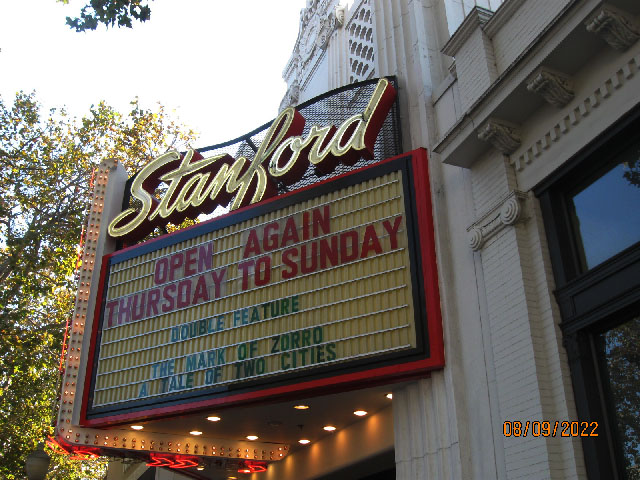 Stanford
OPEN AGAIN
THURSDAY TO SUNDAY
DOUBLE FEATURE
THE MARK OF ZORRO
A TALE OF TWO CITIES
08/09/2022